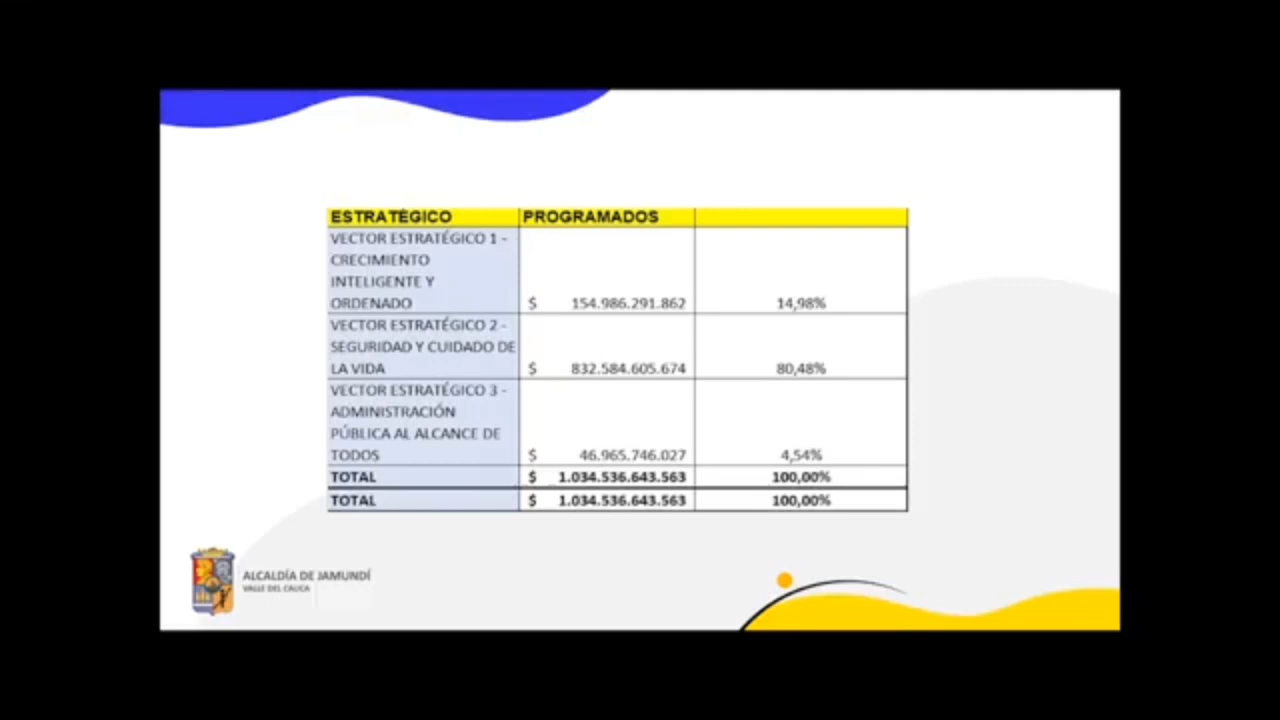 ESTRATÉGICO PROGRAMADOS
VECTOR ESTRATÉGICO 1 -
CRECIMIENTO
INTELIGENTE Y
ORDENADO $ 154.986.291.862 14,98%
VECTOR ESTRATÉGICO 2 -
SEGURIDAD Y CUIDADO DE
LA VIDA $ 832.584.605.674 80,48%
VECTOR ESTRATÉGICO 3 -
ADMINISTRACIÓN
PÚBLICA AL ALCANCE DE
TODOS $ 46.965.746.027 4,54%
TOTAL $ 1.034.536.643.563 100,00%
TOTAL $ 1.034.536.643.563 100,00%
ALCALDÍA DE JAMUNDÍ
VALLE DEL CAUCA